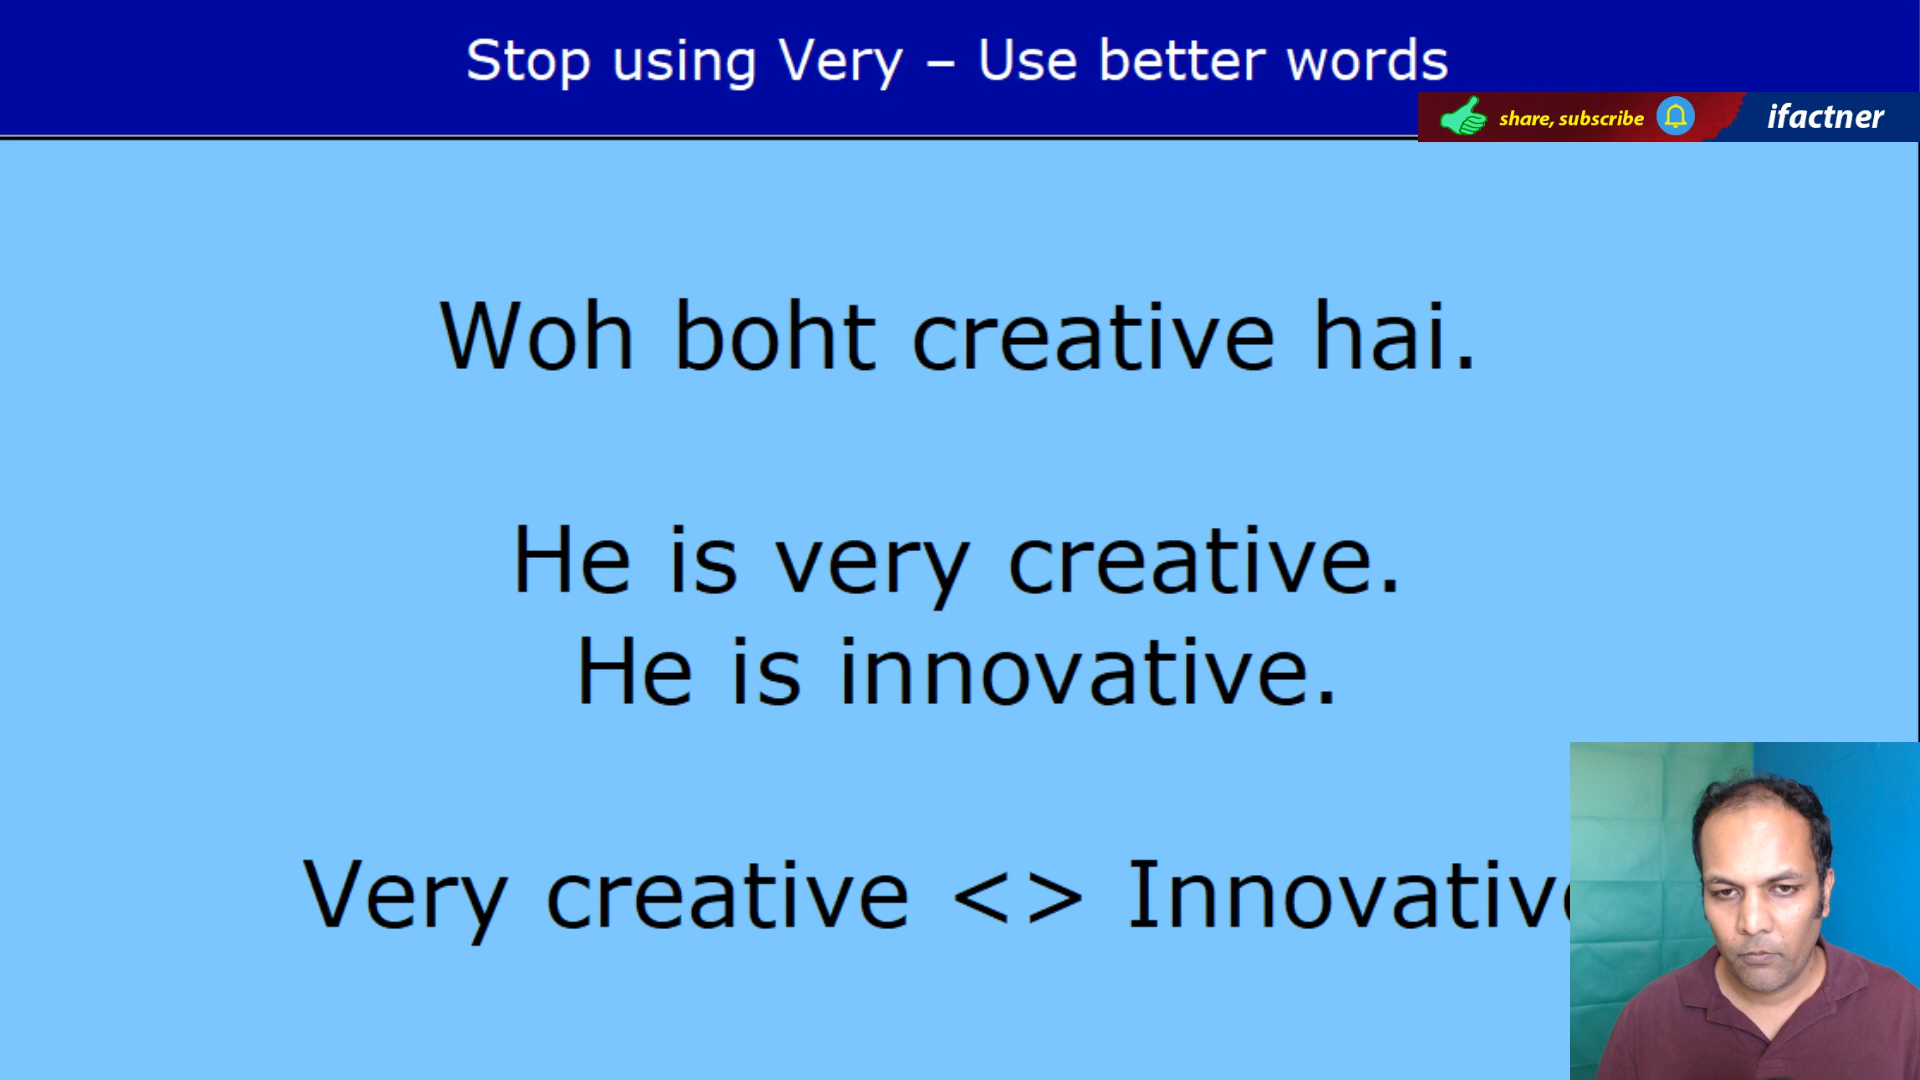 Stop using Very – Use better words
share, subscribe
ifactner
Woh boht creative hai.
He is very creative.
He is innovative.
Very creative <> Innovativ